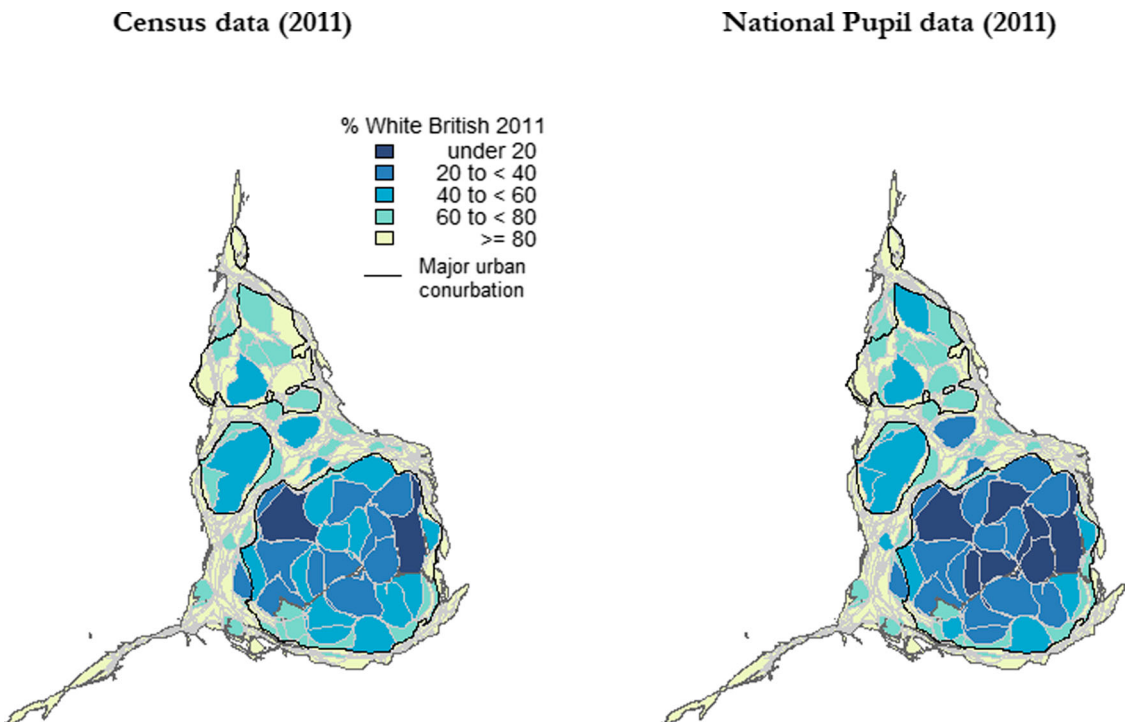 Census data (2011)
National Pupil data (2011)
% White British 2011
under 20
20 to < 40
40 to < 60
60 to < 80
>= 80
Major urban
conurbation